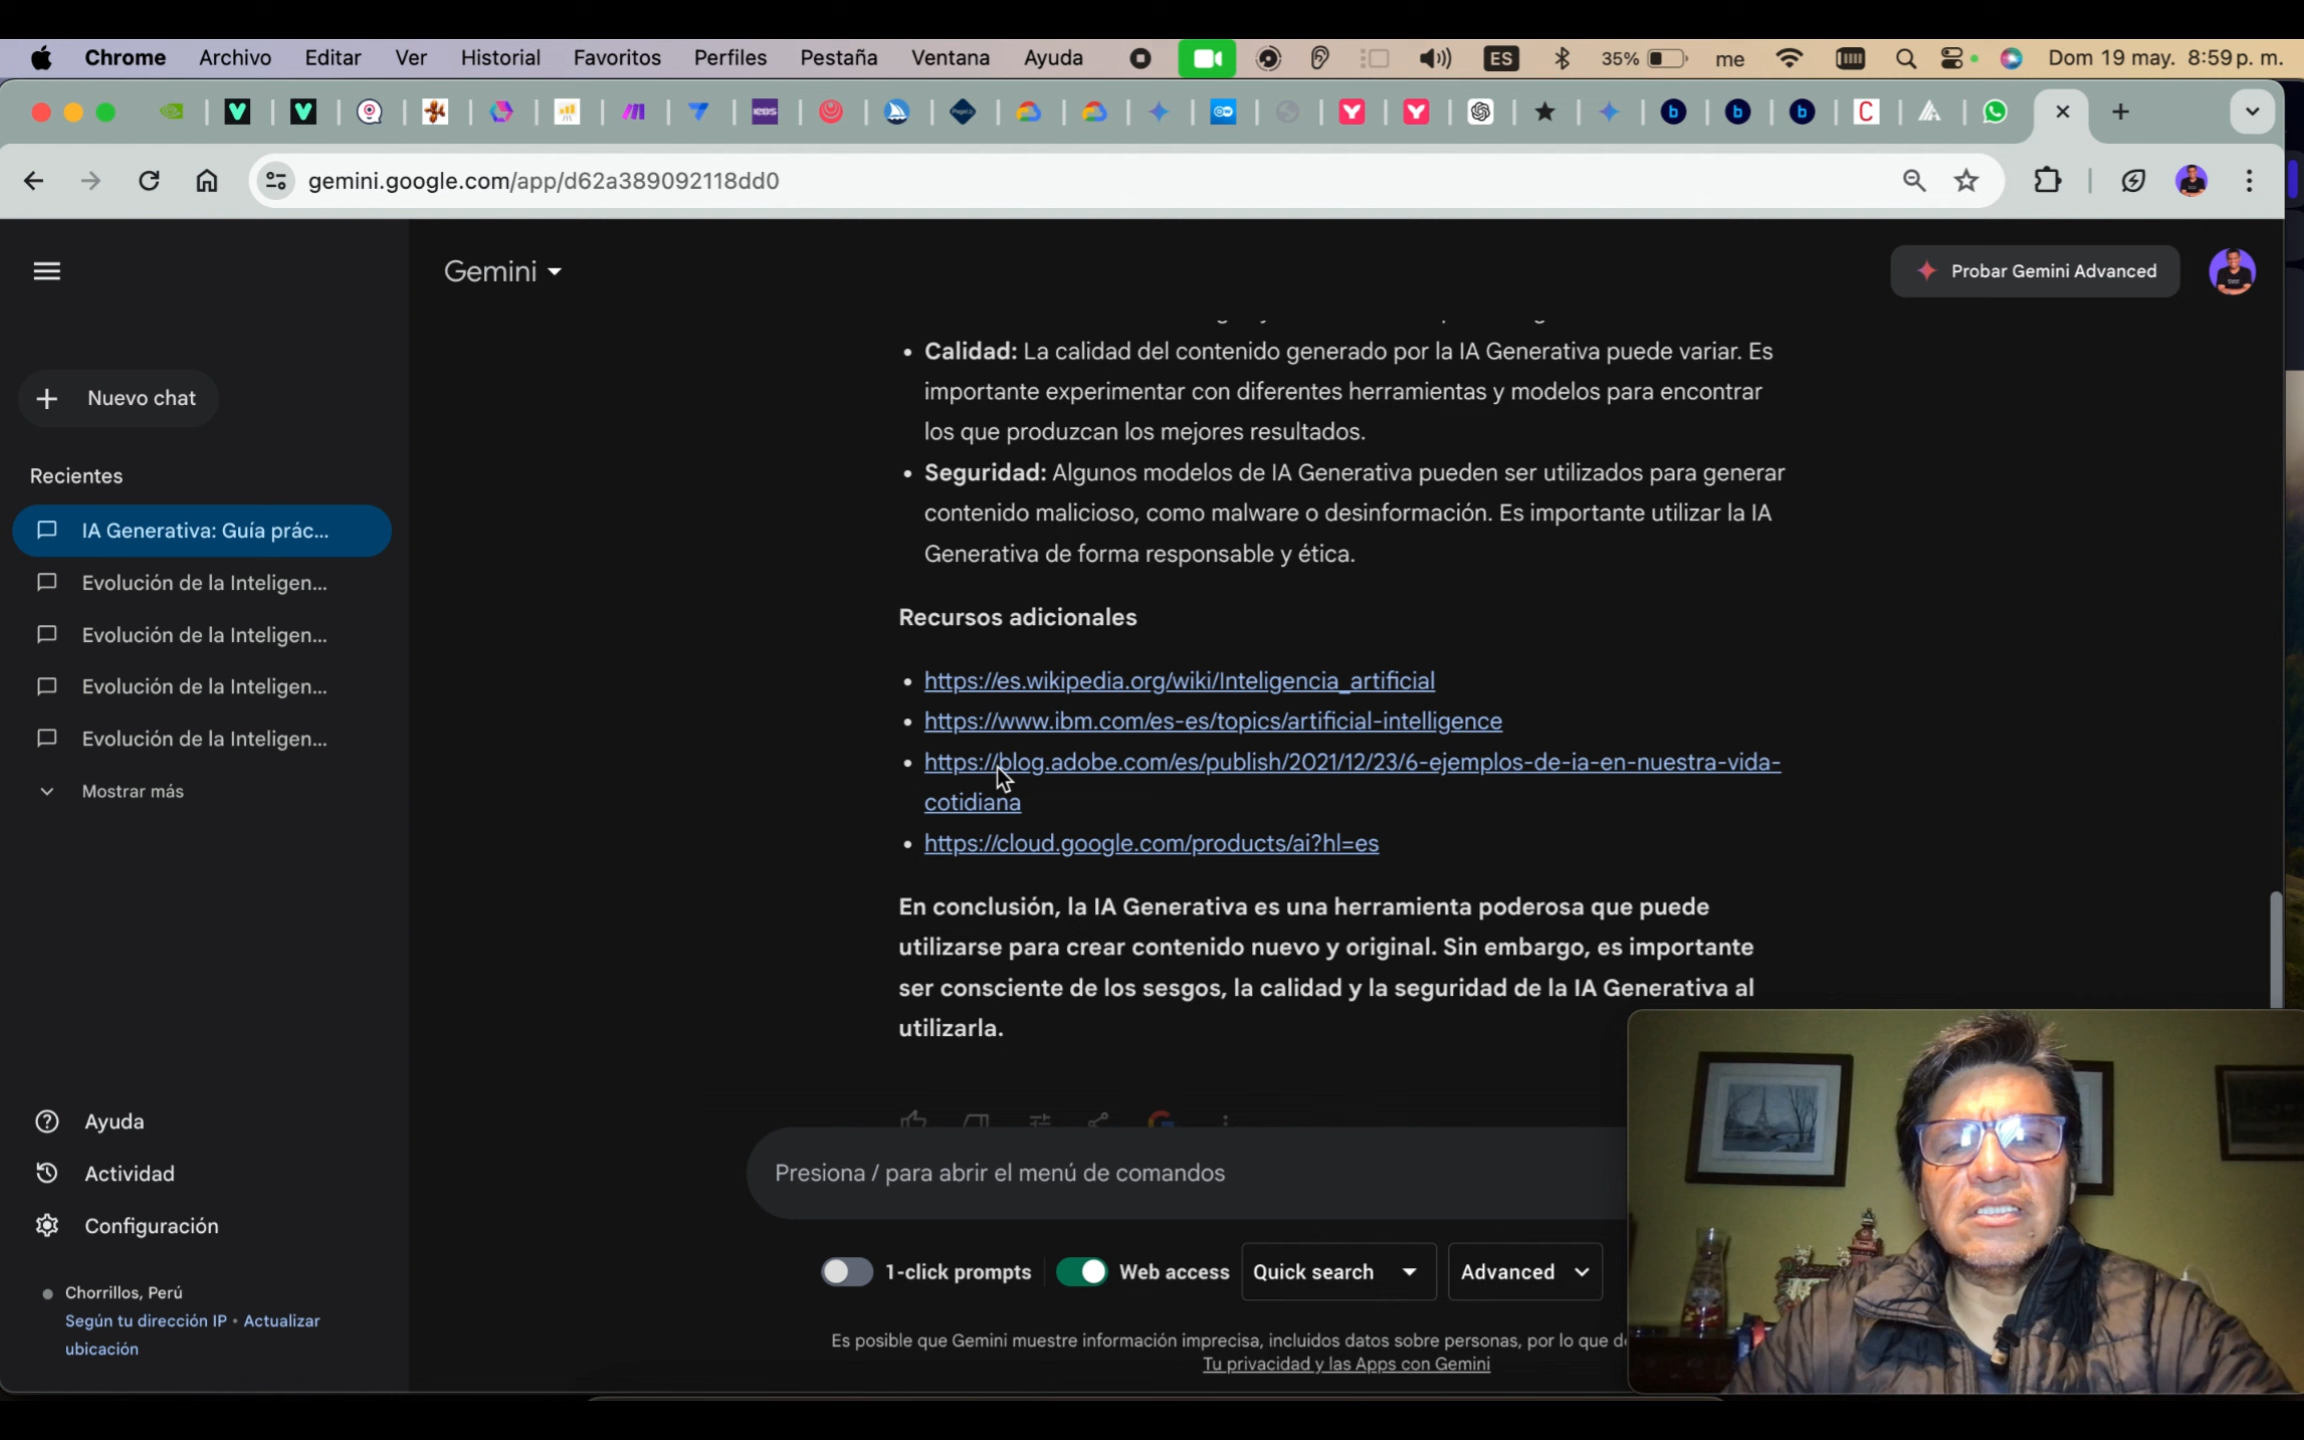 Chrome Archivo Editar Ver Historial Favoritos Perfiles Pestaña Ventana Ayuda ES 35% me Dom 19 may. 8:59 p. m.
gemini.google.com/app/d62a389092118dd0
Gemini
Probar Gemini Advanced
Nuevo chat
Recientes
IA Generativa: Guía prác...
Evolución de la Inteligen...
Evolución de la Inteligen...
Evolución de la Inteligen...
Evolución de la Inteligen...
Mostrar más
Ayuda
Actividad
Configuración
Chorrillos, Perú
Según tu dirección IP • Actualizar
ubicación
• Calidad: La calidad del contenido generado por la IA Generativa puede variar. Es
importante experimentar con diferentes herramientas y modelos para encontrar
los que produzcan los mejores resultados.
• Seguridad: Algunos modelos de IA Generativa pueden ser utilizados para generar
contenido malicioso, como malware o desinformación. Es importante utilizar la IA
Generativa de forma responsable y ética.
Recursos adicionales
• https://es.wikipedia.org/wiki/Inteligencia_artificial
• https://www.ibm.com/es-es/topics/artificial-intelligence
• https://blog.adobe.com/es/publish/2021/12/23/6-ejemplos-de-ia-en-nuestra-vida-
cotidiana
• https://cloud.google.com/products/ai?hl=es
En conclusión, la IA Generativa es una herramienta poderosa que puede
utilizarse para crear contenido nuevo y original. Sin embargo, es importante
ser consciente de los sesgos, la calidad y la seguridad de la IA Generativa al
utilizarla.
Presiona / para abrir el menú de comandos
1-click prompts Web access Quick search Advanced
Es posible que Gemini muestre información imprecisa, incluidos datos sobre personas, por lo que
Tu privacidad y las Apps con Gemini